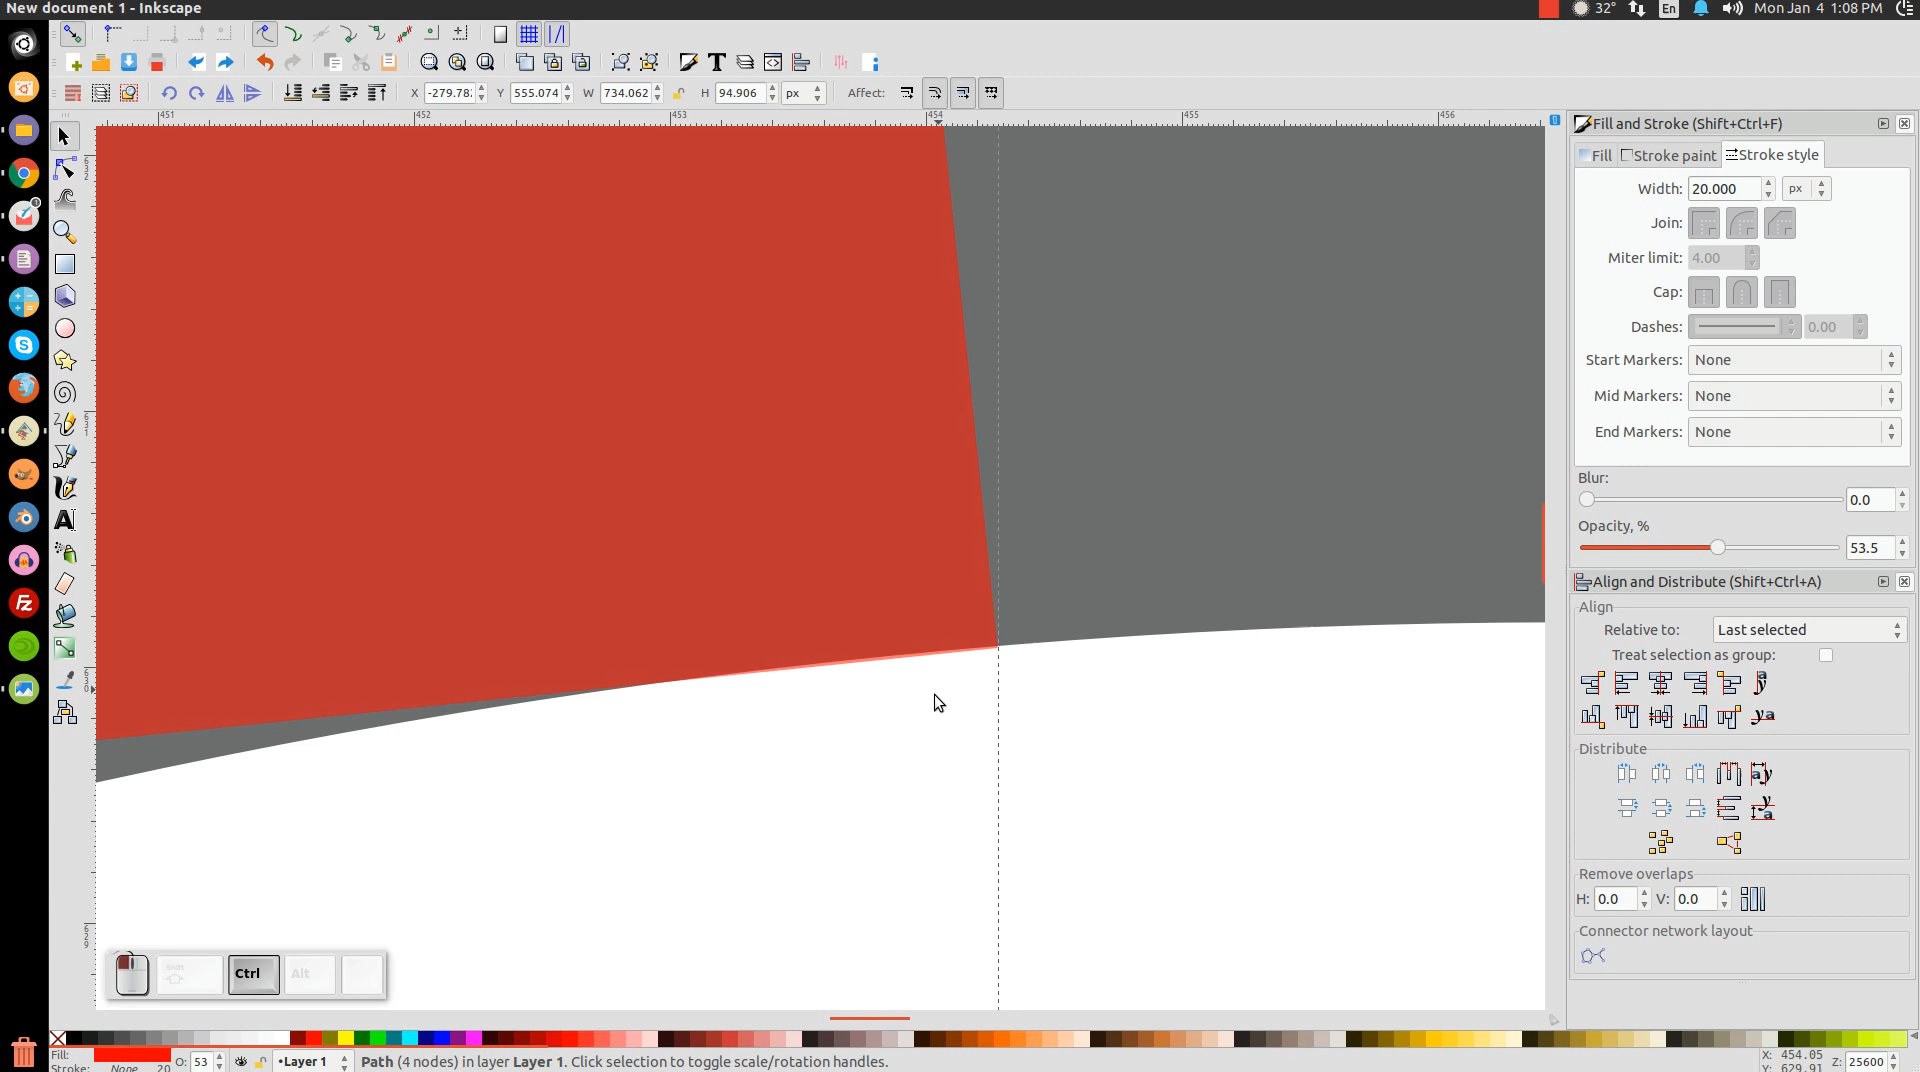 New document 1 - Inkscape
32° En Mon Jan 4 1:08 PM
X -279.78: Y 555.074 W 734.062 H 94.906 px Affect:
451 452 453 454 455 456
Fill and Stroke (Shift+Ctrl+F)
Fill Stroke paint Stroke style
Width: 20.000 px
Join:
Miter limit: 4.00
Cap:
Dashes: 0.00
Start Markers: None
Mid Markers: None
End Markers: None
Blur:
0.0
Opacity, %
53.5
Align and Distribute (Shift+Ctrl+A)
Align
Relative to: Last selected
Treat selection as group:
Distribute
Remove overlaps
H: 0.0 V: 0.0
Connector network layout
Shift Ctrl Alt
Fill: O: 53 •Layer 1 Path (4 nodes) in layer Layer 1. Click selection to toggle scale/rotation handles. X: 454.05 Z: 25600
Stroke: None 20 Y: 629.91